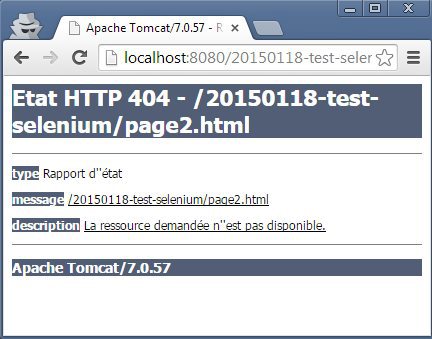 Apache Tomcat/7.0.57 - R
localhost:8080/20150118-test-seler
Etat HTTP 404 - /20150118-test-
selenium/page2.html
type Rapport d''état
message /20150118-test-selenium/page2.html
description La ressource demandée n''est pas disponible.
Apache Tomcat/7.0.57